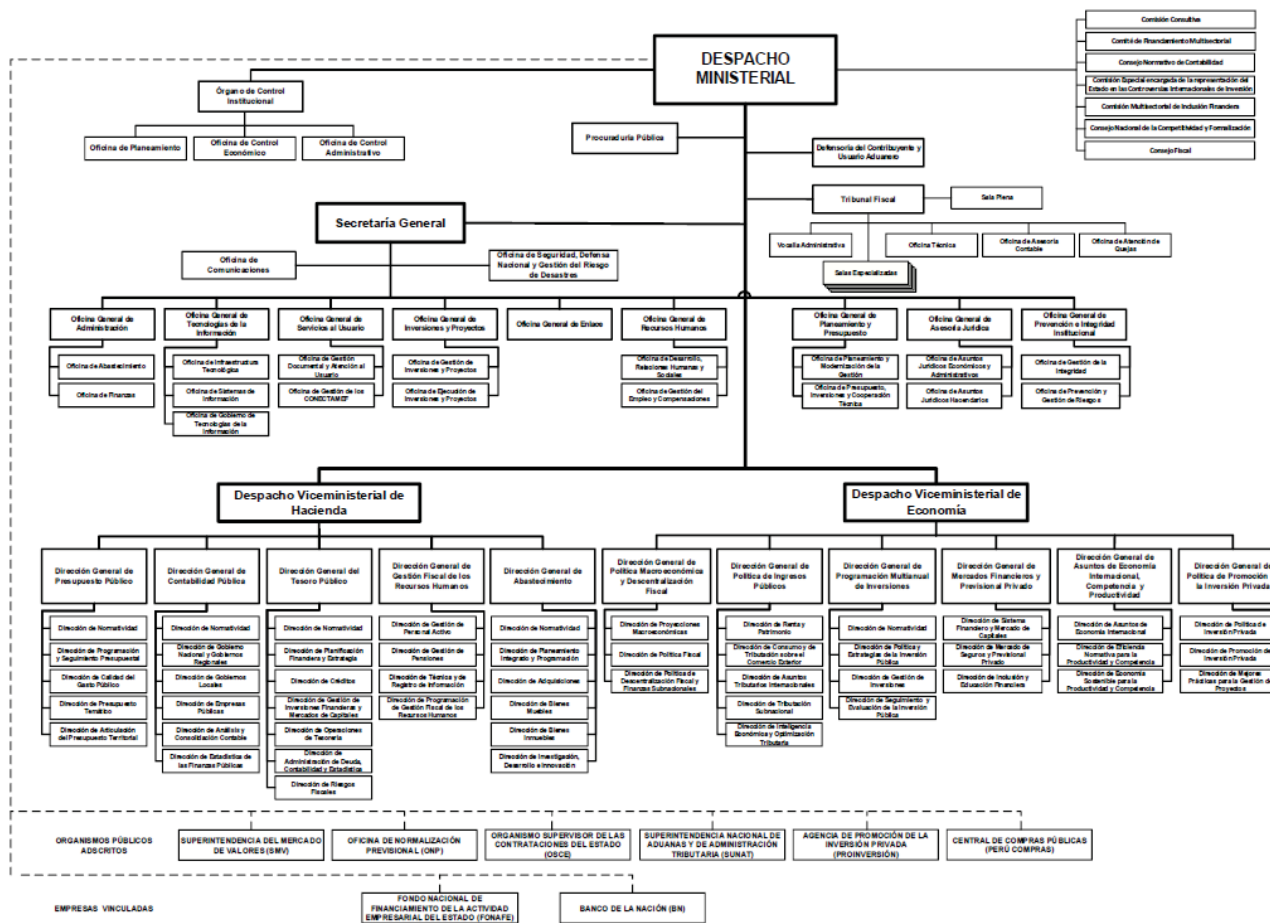 Comisión Consultiva
Comité de Financiamiento Multisectorial
Consejo Normativo de Contabilidad
Comisión Especial encargada de la representación del
Estado en las Controversias Internacionales de Inversión
Comisión Multisectorial de Inclusión Financiera
Consejo Nacional de la Competitividad y Formalización
Consejo Fiscal
DESPACHO
MINISTERIAL
Órgano de Control
Institucional
Oficina de Planeamiento
Oficina de Control
Económico
Oficina de Control
Administrativo
Procuraduría Pública
Defensoría del Contribuyente y
Usuario Aduanero
Tribunal Fiscal
Sala Plena
Vocalía Administrativa
Oficina Técnica
Oficina de Asesoría
Contable
Oficina de Atención de
Quejas
Salas Especializadas
Secretaría General
Oficina de
Comunicaciones
Oficina de Seguridad, Defensa
Nacional y Gestión del Riesgo
de Desastres
Oficina General de
Administración
Oficina de Abastecimiento
Oficina de Finanzas
Oficina General de
Tecnologías de la
Información
Oficina de Infraestructura
Tecnológica
Oficina de Sistemas de
Información
Oficina de Gobierno de
Tecnologías de la
Información
Oficina General de
Servicios al Usuario
Oficina de Gestión
Documental y Atención al
Usuario
Oficina de Gestión de los
CONECTAMEF
Oficina General de
Inversiones y Proyectos
Oficina de Gestión de
Inversiones y Proyectos
Oficina de Ejecución de
Inversiones y Proyectos
Oficina General de Enlace
Oficina General de
Recursos Humanos
Oficina de Desarrollo,
Relaciones Humanas y
Sociales
Oficina de Gestión del
Empleo y Compensaciones
Oficina General de
Planeamiento y
Presupuesto
Oficina de Planeamiento y
Modernización de la
Gestión
Oficina de Presupuesto,
Inversiones y Cooperación
Técnica
Oficina General de
Asesoría Jurídica
Oficina de Asuntos
Jurídicos Económicos y
Administrativos
Oficina de Asuntos
Jurídicos Hacendarios
Oficina General de
Prevención e Integridad
Institucional
Oficina de Gestión de la
Integridad
Oficina de Prevención y
Gestión de Riesgos
Despacho Viceministerial de
Hacienda
Dirección General de
Presupuesto Público
Dirección de Normatividad
Dirección de Programación
y Seguimiento Presupuestal
Dirección de Calidad del
Gasto Público
Dirección de Presupuesto
Temático
Dirección de Articulación
del Presupuesto Territorial
Dirección General de
Contabilidad Pública
Dirección de Normatividad
Dirección de Gobierno
Nacional y Gobiernos
Regionales
Dirección de Gobiernos
Locales
Dirección de Empresas
Públicas
Dirección de Análisis y
Consolidación Contable
Dirección de Estadística de
las Finanzas Públicas
Dirección General del
Tesoro Público
Dirección de Normatividad
Dirección de Planificación
Financiera y Estrategia
Dirección de Créditos
Dirección de Gestión de
Inversiones Financieras y
Mercados de Capitales
Dirección de Operaciones
de Tesorería
Dirección de
Administración de Deuda,
Contabilidad y Estadística
Dirección de Riesgos
Fiscales
Dirección General de
Gestión Fiscal de los
Recursos Humanos
Dirección de Gestión de
Personal Activo
Dirección de Gestión de
Pensiones
Dirección de Técnica y de
Registro de Información
Dirección de Programación
de Gestión Fiscal de los
Recursos Humanos
Dirección General de
Abastecimiento
Dirección de Normatividad
Dirección de Planeamiento
Integrado y Programación
Dirección de Adquisiciones
Dirección de Bienes
Muebles
Dirección de Bienes
Inmuebles
Dirección de Investigación,
Desarrollo e Innovación
Despacho Viceministerial de
Economía
Dirección General de
Política Macroeconómica
y Descentralización
Fiscal
Dirección de Proyecciones
Macroeconómicas
Dirección de Política Fiscal
Dirección de Política de
Descentralización Fiscal y
Finanzas Subnacionales
Dirección General de
Política de Ingresos
Públicos
Dirección de Renta y
Patrimonio
Dirección de Consumo y de
Tributación sobre el
Comercio Exterior
Dirección de Asuntos
Tributarios Internacionales
Dirección de Tributación
Subnacional
Dirección de Inteligencia
Económica y Optimización
Tributaria
Dirección General de
Programación Multianual
de Inversiones
Dirección de Normatividad
Dirección de Política y
Estrategias de la Inversión
Pública
Dirección de Gestión de
Inversiones
Dirección de Seguimiento y
Evaluación de la Inversión
Pública
Dirección General de
Mercados Financieros y
Previsional Privado
Dirección de Sistema
Financiero y Mercado de
Capitales
Dirección de Mercado de
Seguros y Previsional
Privado
Dirección de Inclusión y
Educación Financiera
Dirección General de
Asuntos de Economía
Internacional,
Competencia y
Productividad
Dirección de Asuntos de
Economía Internacional
Dirección de Eficiencia
Normativa para la
Productividad y Competencia
Dirección de Economía
Sostenible para la
Productividad y Competencia
Dirección General de
Política de Promoción de
la Inversión Privada
Dirección de Política de
Inversión Privada
Dirección de Promoción de
Inversión Privada
Dirección de Mejores
Prácticas para la Gestión de
Proyectos
ORGANISMOS PÚBLICOS
ADSCRITOS
SUPERINTENDENCIA DEL MERCADO
DE VALORES (SMV)
OFICINA DE NORMALIZACIÓN
PREVISIONAL (ONP)
ORGANISMO SUPERVISOR DE LAS
CONTRATACIONES DEL ESTADO
(OSCE)
SUPERINTENDENCIA NACIONAL DE
ADUANAS Y DE ADMINISTRACIÓN
TRIBUTARIA (SUNAT)
AGENCIA DE PROMOCIÓN DE LA
INVERSIÓN PRIVADA
(PROINVERSIÓN)
CENTRAL DE COMPRAS PÚBLICAS
(PERÚ COMPRAS)
EMPRESAS VINCULADAS
FONDO NACIONAL DE
FINANCIAMIENTO DE LA ACTIVIDAD
EMPRESARIAL DEL ESTADO (FONAFE)
BANCO DE LA NACIÓN (BN)